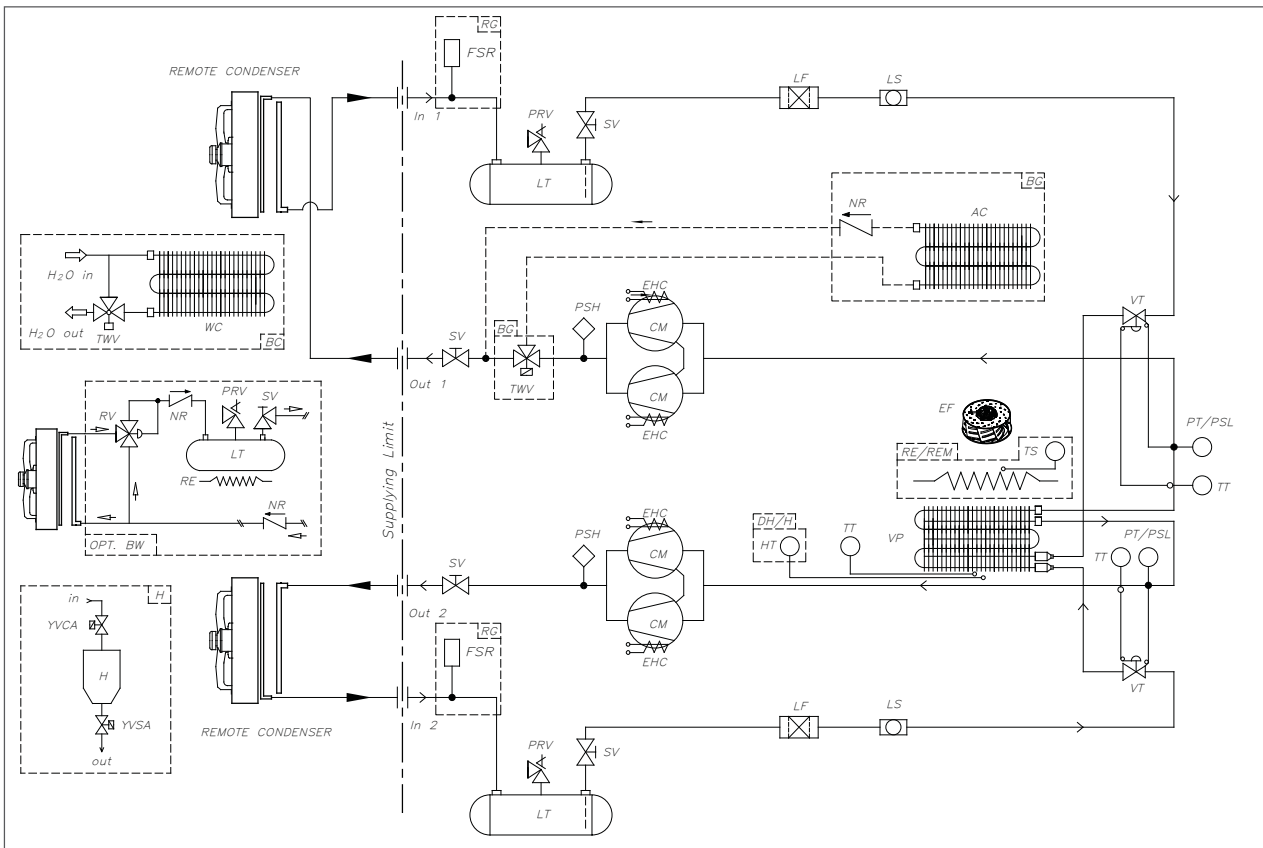 RG
FSR
REMOTE CONDENSER
In 1
PRV
SV
LT
LF
LS
BG
NR
AC
H2O in
H2O out
TWV
WC
BC
EHC
CM
PSH
SV
BG
TWV
Out 1
CM
EHC
VT
EF
PT/PSL
RE/REM
TS
TT
RV
NR
PRV
SV
LT
RE
NR
OPT. BW
Supplying Limit
EHC
CM
PSH
SV
Out 2
CM
EHC
DH/H
HT
TT
VP
TT
PT/PSL
VT
in
H
YVCA
H
YVSA
out
RG
FSR
In 2
REMOTE CONDENSER
PRV
SV
LT
LF
LS